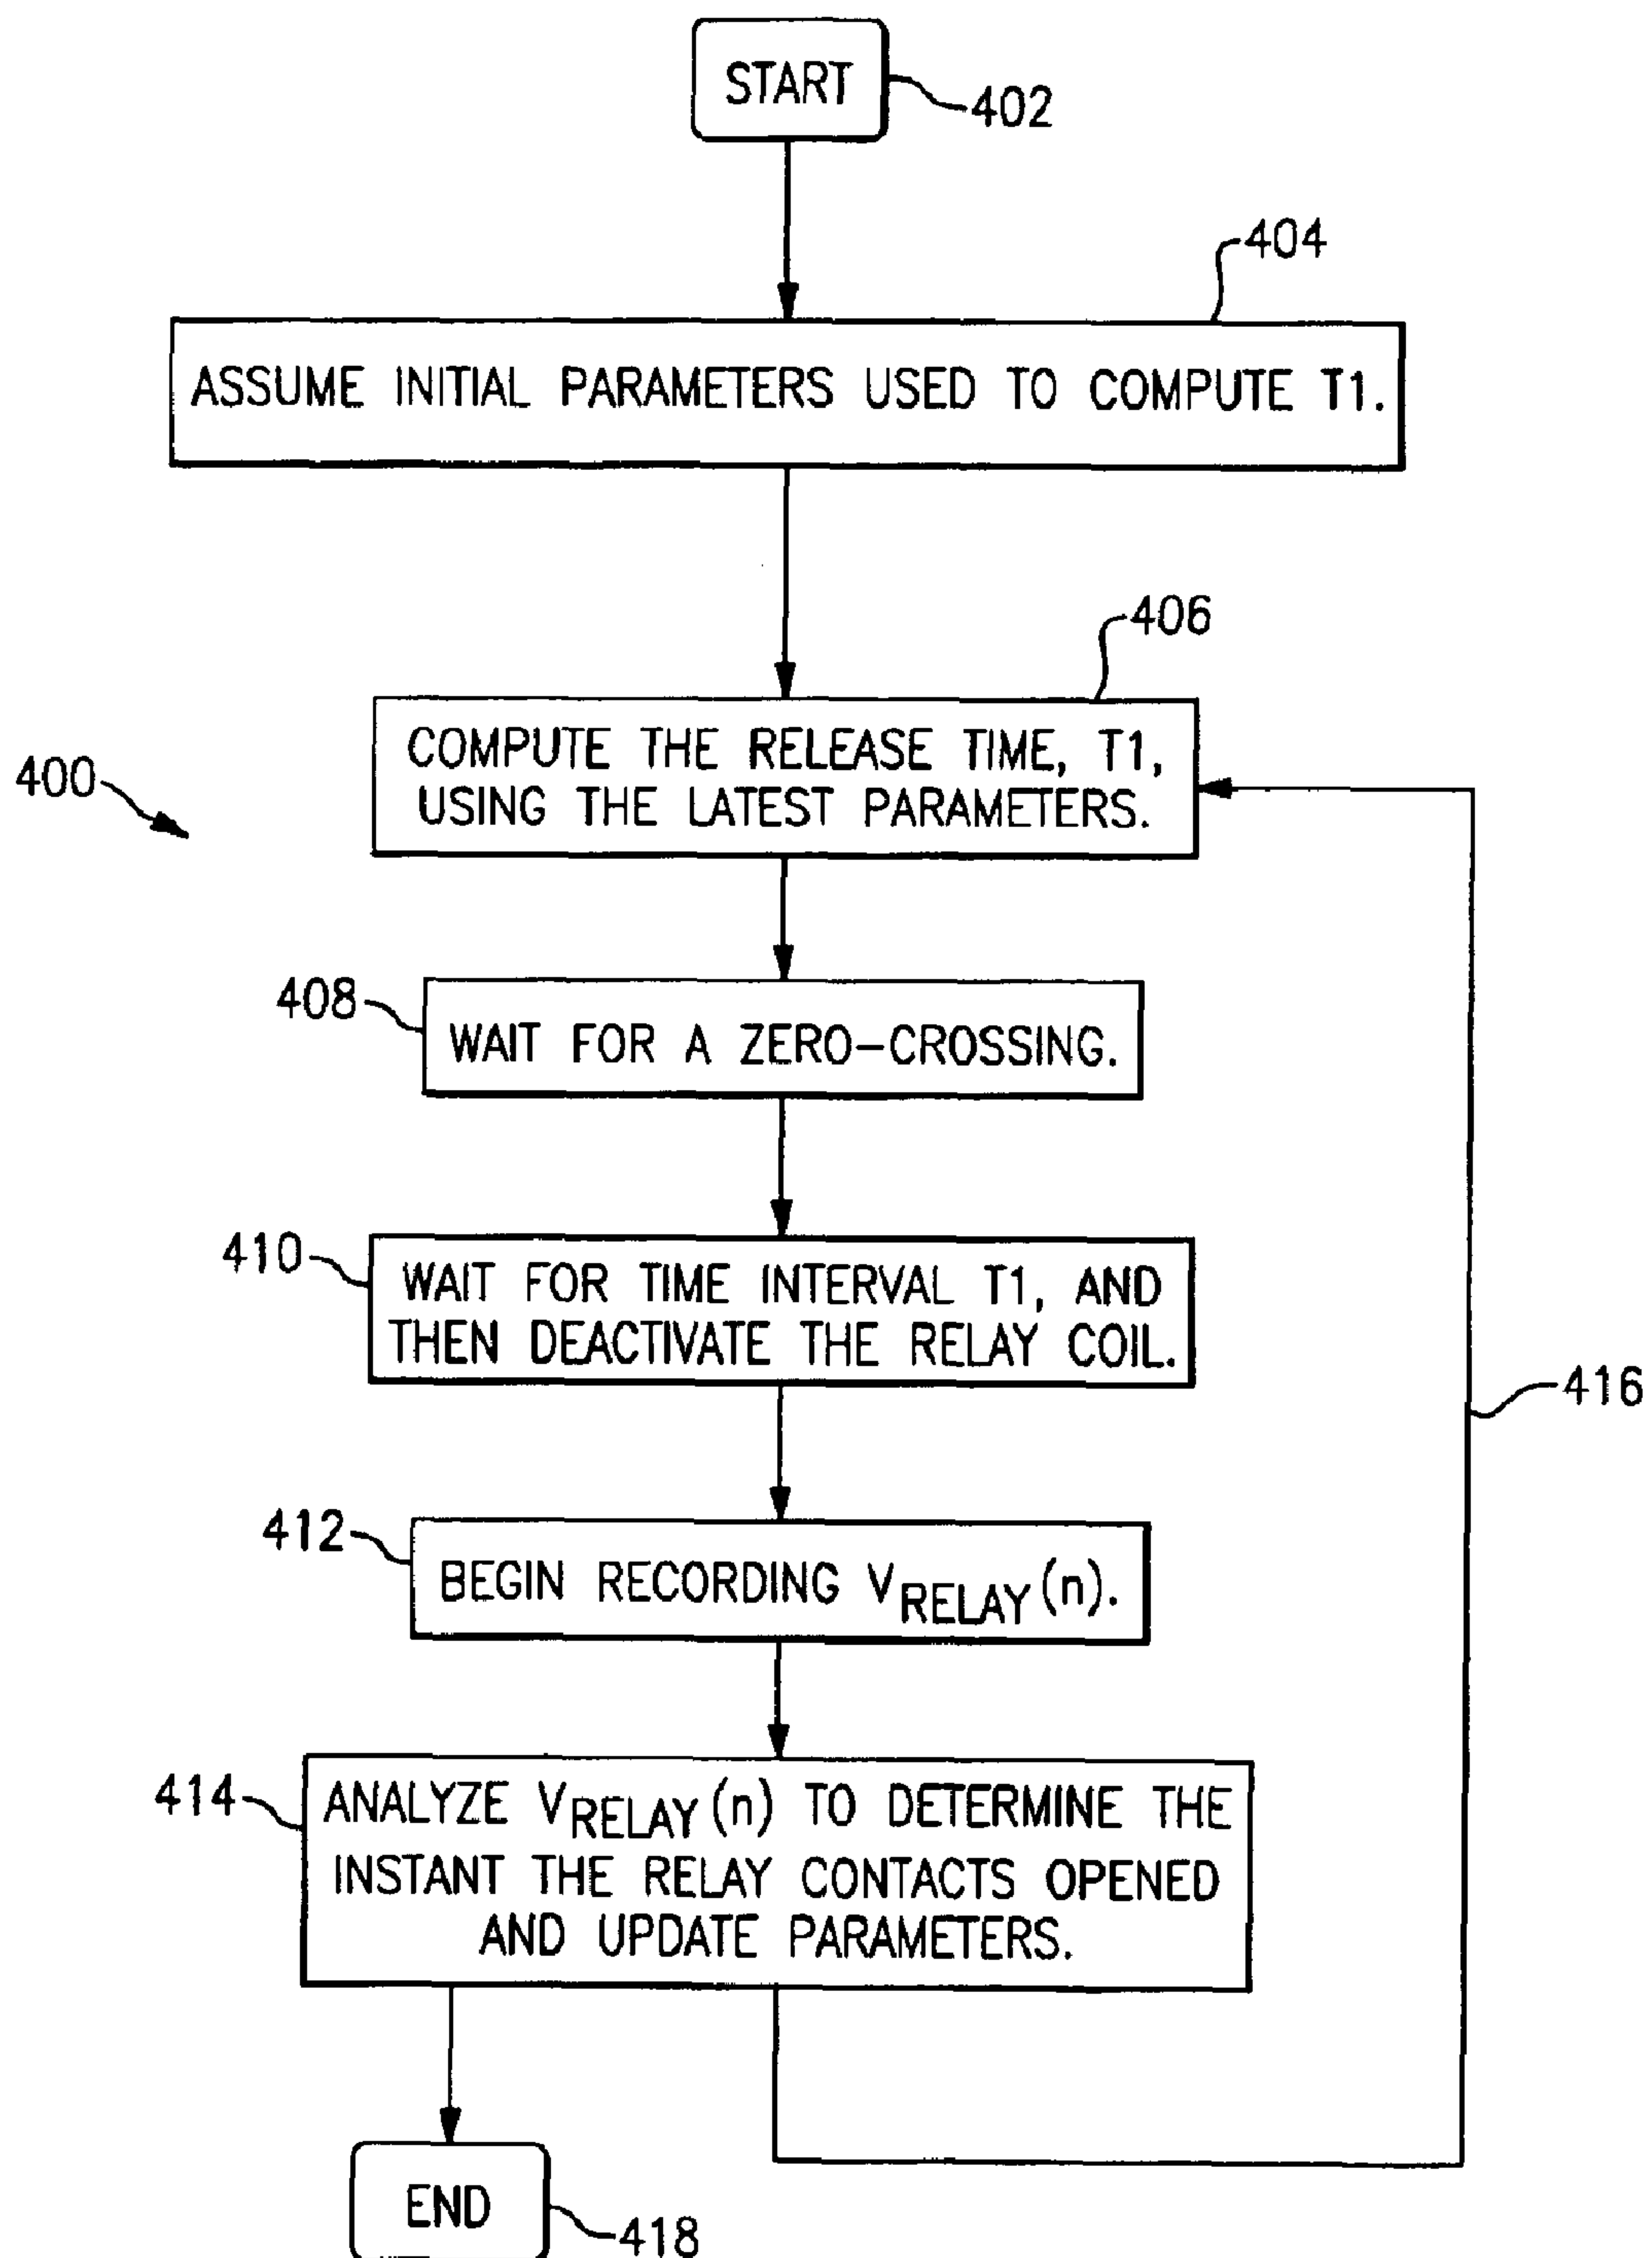 START
402
404
ASSUME INITIAL PARAMETERS USED TO COMPUTE T1.
406
COMPUTE THE RELEASE TIME, T1,
USING THE LATEST PARAMETERS.
400
408
WAIT FOR A ZERO-CROSSING.
410
WAIT FOR TIME INTERVAL T1, AND
THEN DEACTIVATE THE RELAY COIL.
416
412
BEGIN RECORDING VRELAY(n).
414
ANALYZE VRELAY(n) TO DETERMINE THE
INSTANT THE RELAY CONTACTS OPENED
AND UPDATE PARAMETERS.
END
418